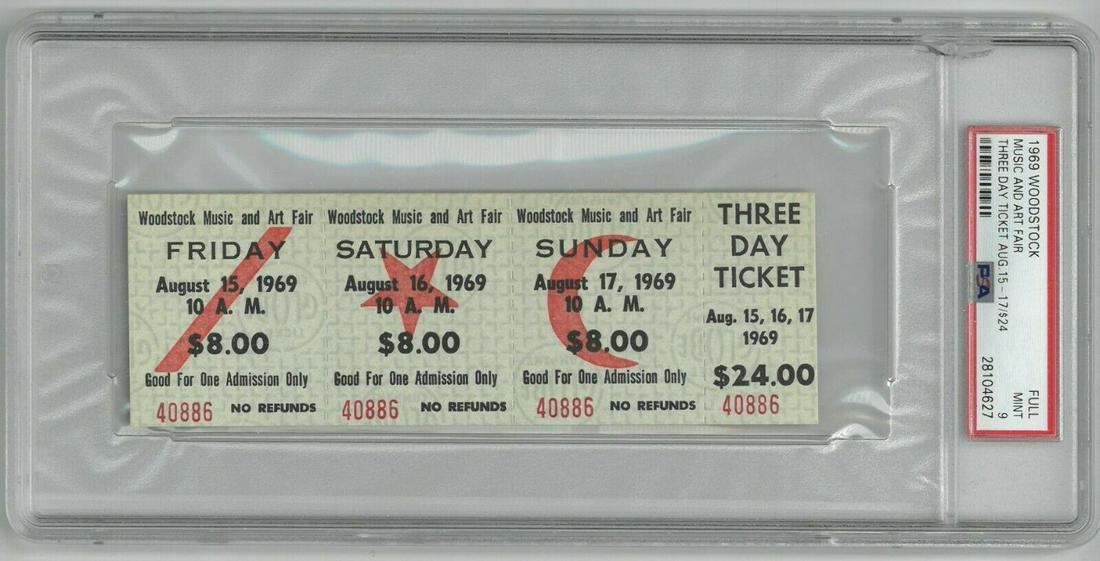 Woodstock Music and Art Fair
FRIDAY
August 15, 1969
10 A. M.
$8.00
Good For One Admission Only
40886 NO REFUNDS
Woodstock Music and Art Fair
SATURDAY
August 16, 1969
10 A. M.
$8.00
Good For One Admission Only
40886 NO REFUNDS
Woodstock Music and Art Fair
SUNDAY
August 17, 1969
10 A. M.
$8.00
Good For One Admission Only
40886 NO REFUNDS
THREE
DAY
TICKET
Aug. 15, 16, 17
1969
$24.00
40886
1969 WOODSTOCK FULL
MUSIC AND ART FAIR MINT
THREE DAY TICKET AUG.15-17/$24 9
PSA 28104627